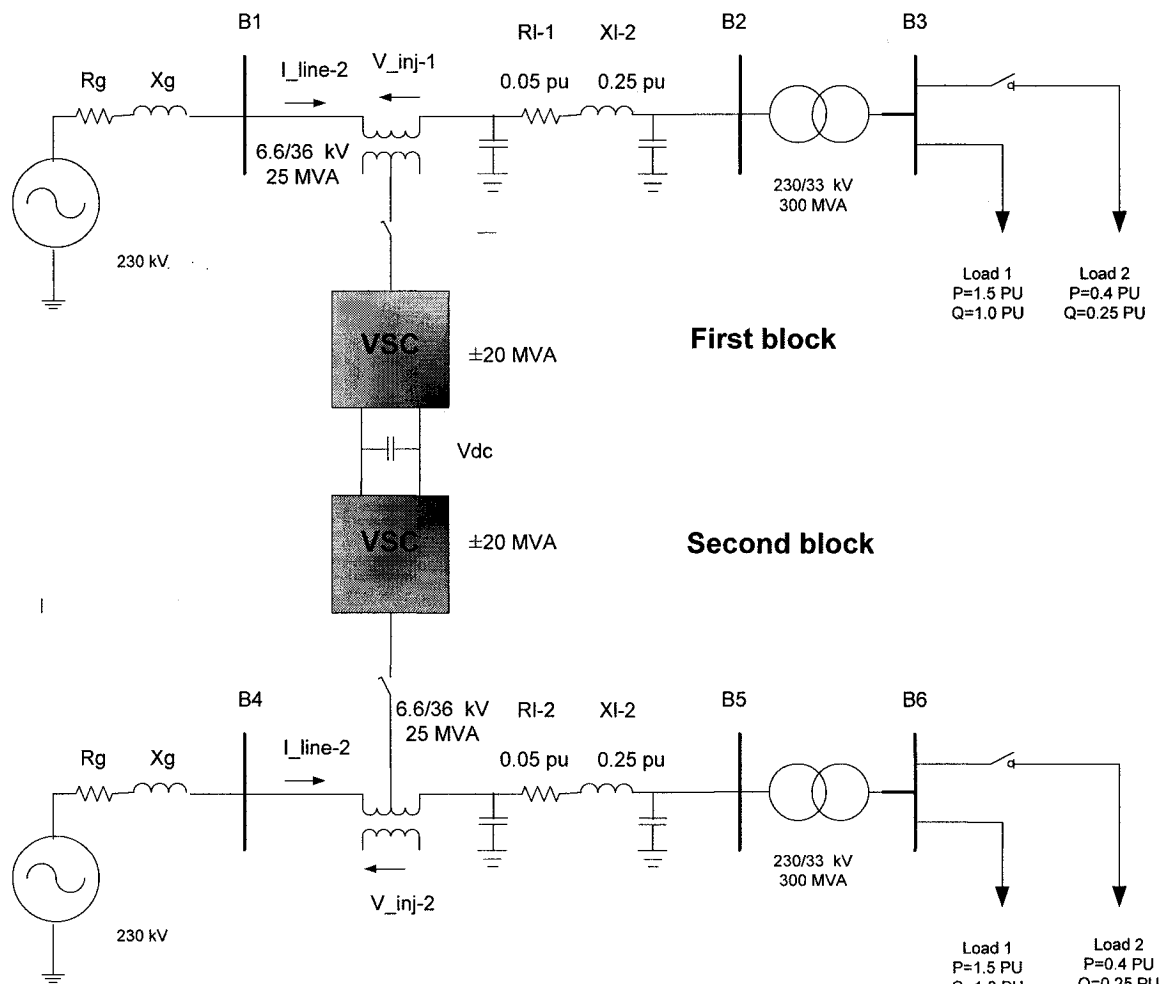 B1
RI-1
XI-2
B2
B3
I_line-2
V_inj-1
Rg
Xg
0.05 pu
0.25 pu
6.6/36 kV
25 MVA
230/33 kV
300 MVA
230 kV
Load 1
P=1.5 PU
Q=1.0 PU
Load 2
P=0.4 PU
Q=0.25 PU
VSC
±20 MVA
First block
Vdc
VSC
±20 MVA
Second block
B4
6.6/36 kV
25 MVA
RI-2
XI-2
B5
B6
I_line-2
Rg
Xg
0.05 pu
0.25 pu
230/33 kV
300 MVA
V_inj-2
230 kV
Load 1
P=1.5 PU
Load 2
P=0.4 PU
Q=0.25 PU